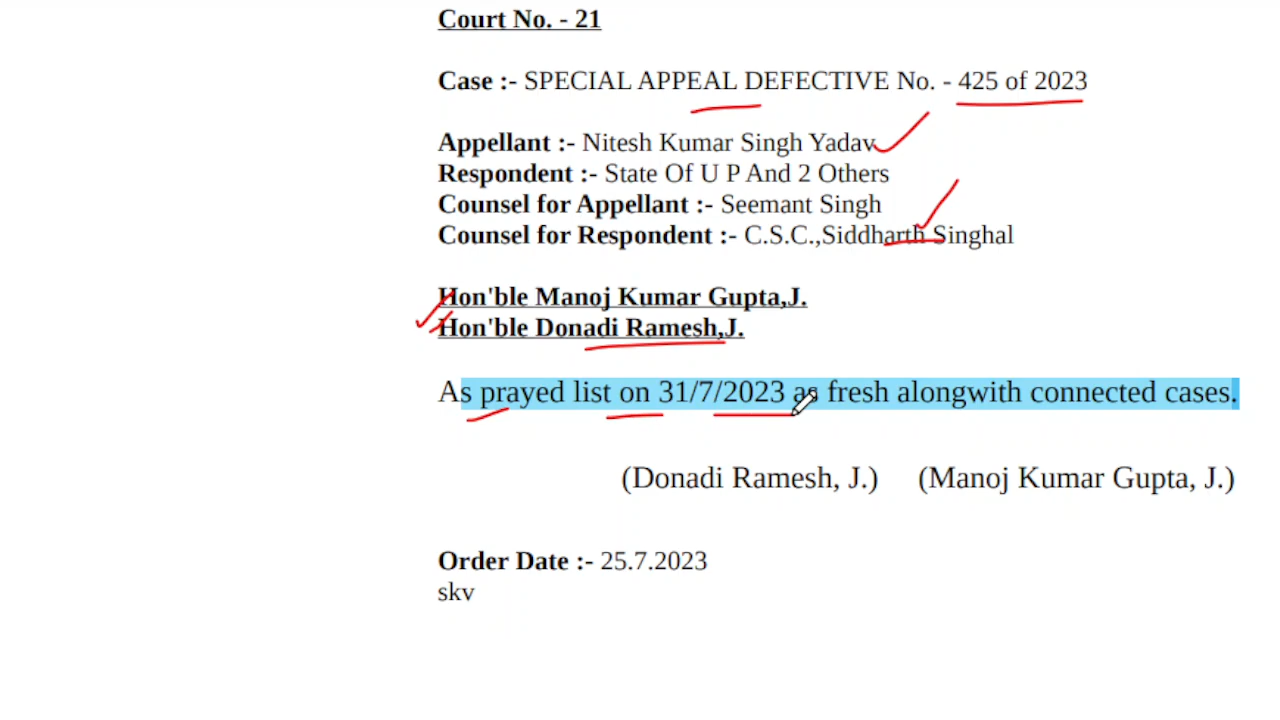 Court No. - 21
Case :- SPECIAL APPEAL DEFECTIVE No. - 425 of 2023
Appellant :- Nitesh Kumar Singh Yadav
Respondent :- State Of U P And 2 Others
Counsel for Appellant :- Seemant Singh
Counsel for Respondent :- C.S.C.,Siddharth Singhal
Hon'ble Manoj Kumar Gupta,J.
Hon'ble Donadi Ramesh,J.
As prayed list on 31/7/2023 as fresh alongwith connected cases.
(Donadi Ramesh, J.) (Manoj Kumar Gupta, J.)
Order Date :- 25.7.2023
skv